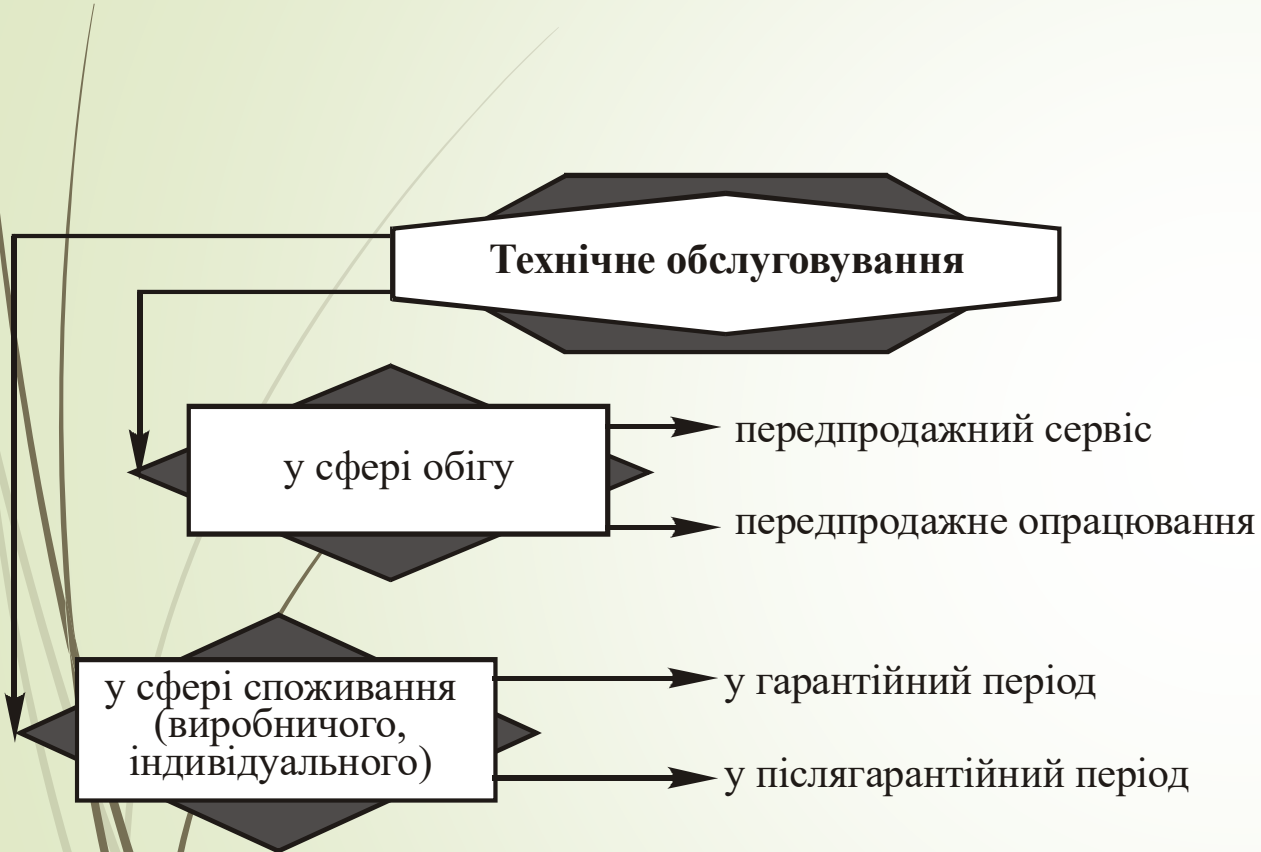 Технічне обслуговування
у сфері обігу
передпродажний сервіс
передпродажне опрацювання
у сфері споживання
(виробничого,
індивідуального)
у гарантійний період
у післягарантійний період